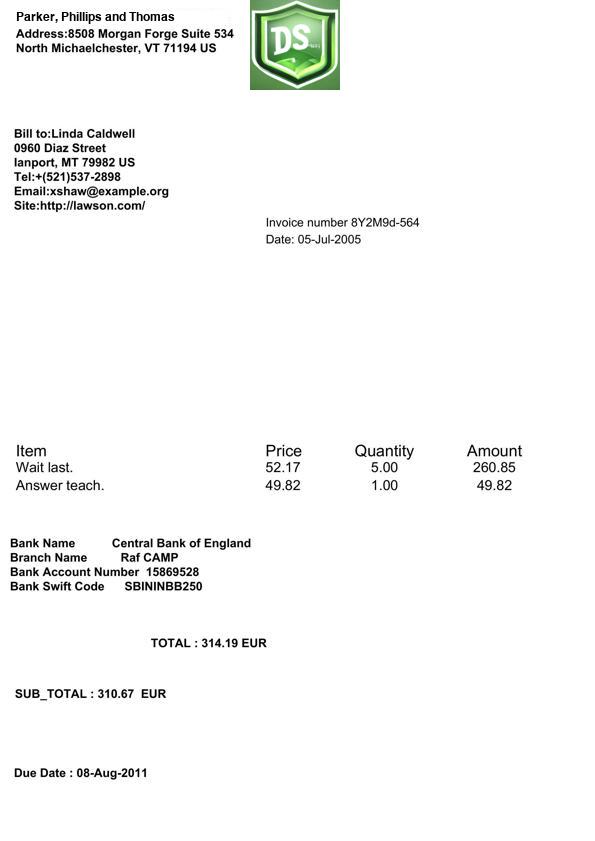 Parker, Phillips and Thomas
Address:8508 Morgan Forge Suite 534
North Michaelchester, VT 71194 US
DS
Bill to:Linda Caldwell
0960 Diaz Street
Ianport, MT 79982 US
Tel:+(521)537-2898
Email:xshaw@example.org
Site:http://lawson.com/
Invoice number 8Y2M9d-564
Date: 05-Jul-2005
Item Price Quantity Amount
Wait last. 52.17 5.00 260.85
Answer teach. 49.82 1.00 49.82
Bank Name Central Bank of England
Branch Name Raf CAMP
Bank Account Number 15869528
Bank Swift Code SBININBB250
TOTAL : 314.19 EUR
SUB_TOTAL : 310.67 EUR
Due Date : 08-Aug-2011